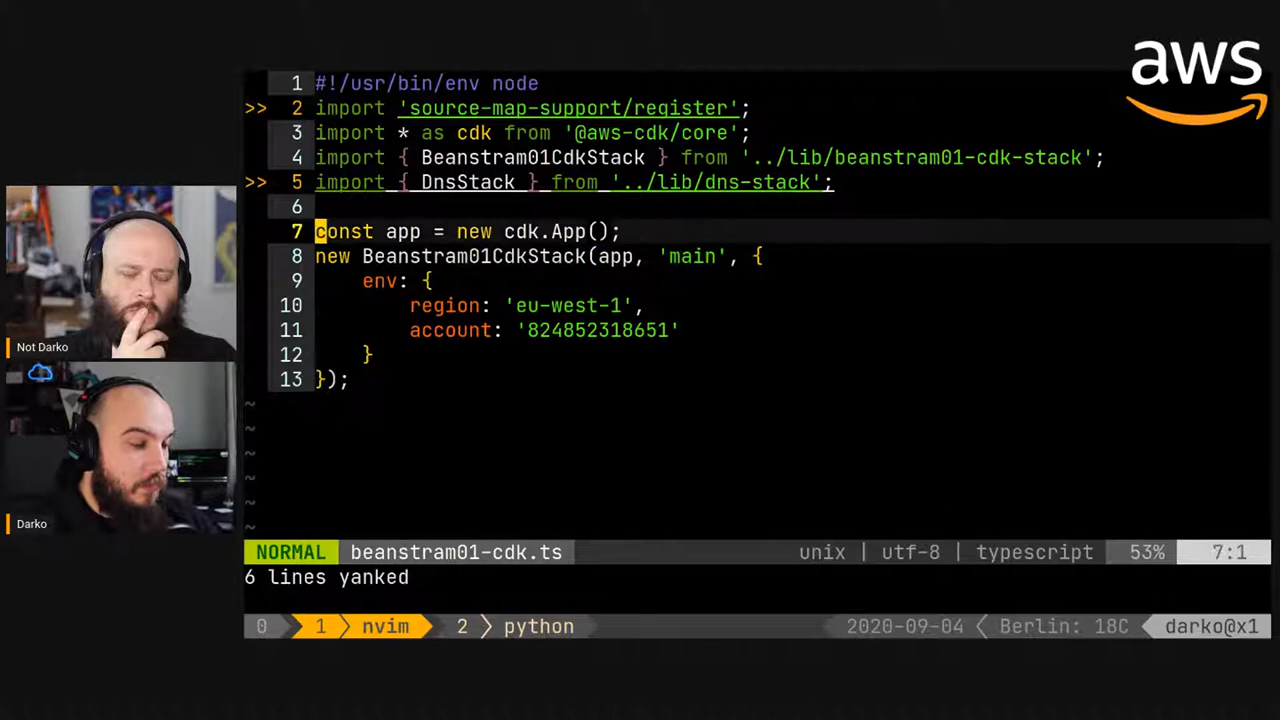 aws
1 #!/usr/bin/env node
>> 2 import 'source-map-support/register';
3 import * as cdk from '@aws-cdk/core';
4 import { Beanstram01CdkStack } from '../lib/beanstram01-cdk-stack';
>> 5 import { DnsStack } from '../lib/dns-stack';
6
7 const app = new cdk.App();
8 new Beanstram01CdkStack(app, 'main', {
9 env: {
10 region: 'eu-west-1',
11 account: '824852318651'
12 }
13 });
~
~
~
~
~
~
Not Darko
Darko
NORMAL beanstram01-cdk.ts unix | utf-8 | typescript 53% 7:1
6 lines yanked
0 1 nvim 2 python 2020-09-04 Berlin: 18C darko@x1